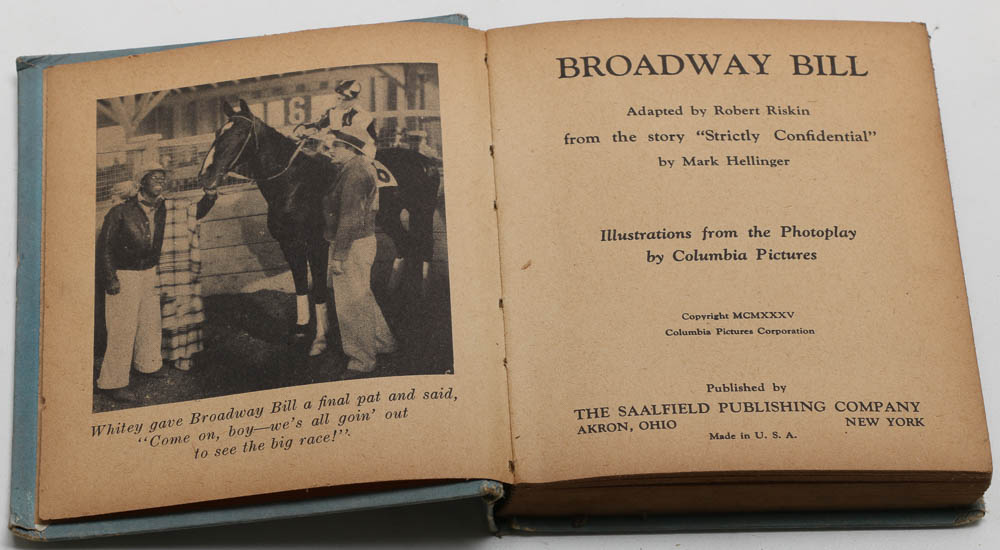 16
6
Whitey gave Broadway Bill a final pat and said,
"Come on, boy—we's all goin' out
to see the big race!".
BROADWAY BILL
Adapted by Robert Riskin
from the story "Strictly Confidential"
by Mark Hellinger
Illustrations from the Photoplay
by Columbia Pictures
Copyright MCMXXXV
Columbia Pictures Corporation
Published by
THE SAALFIELD PUBLISHING COMPANY
AKRON, OHIO NEW YORK
Made in U. S. A.